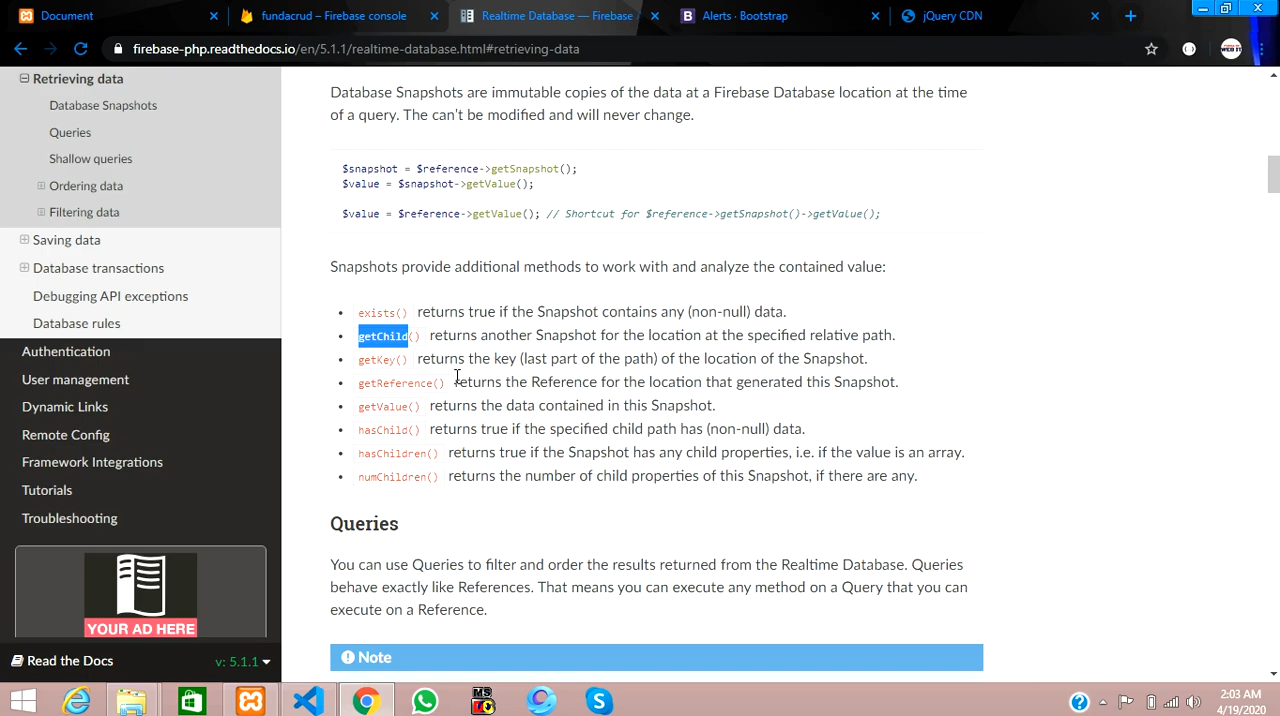 Document
fundacrud – Firebase console
Realtime Database — Firebase
Alerts · Bootstrap
jQuery CDN
firebase-php.readthedocs.io/en/5.1.1/realtime-database.html#retrieving-data
Retrieving data
Database Snapshots
Queries
Shallow queries
Ordering data
Filtering data
Saving data
Database transactions
Debugging API exceptions
Database rules
Authentication
User management
Dynamic Links
Remote Config
Framework Integrations
Tutorials
Troubleshooting
YOUR AD HERE
Read the Docs
v: 5.1.1
Database Snapshots are immutable copies of the data at a Firebase Database location at the time
of a query. The can't be modified and will never change.
$snapshot = $reference->getSnapshot();
$value = $snapshot->getValue();
$value = $reference->getValue(); // Shortcut for $reference->getSnapshot()->getValue();
Snapshots provide additional methods to work with and analyze the contained value:
• exists() returns true if the Snapshot contains any (non-null) data.
• getChild() returns another Snapshot for the location at the specified relative path.
• getKey() returns the key (last part of the path) of the location of the Snapshot.
• getReference() returns the Reference for the location that generated this Snapshot.
• getValue() returns the data contained in this Snapshot.
• hasChild() returns true if the specified child path has (non-null) data.
• hasChildren() returns true if the Snapshot has any child properties, i.e. if the value is an array.
• numChildren() returns the number of child properties of this Snapshot, if there are any.
Queries
You can use Queries to filter and order the results returned from the Realtime Database. Queries
behave exactly like References. That means you can execute any method on a Query that you can
execute on a Reference.
Note
2:03 AM
4/19/2020